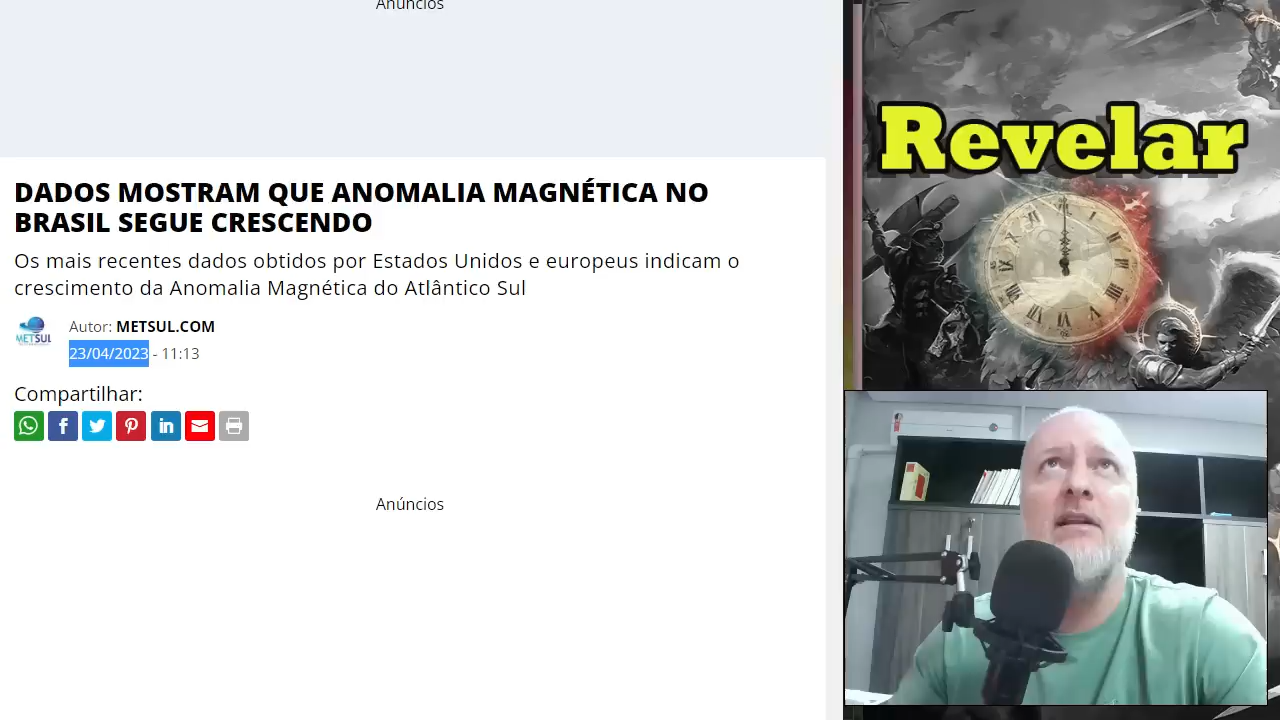 Anúncios
DADOS MOSTRAM QUE ANOMALIA MAGNÉTICA NO
BRASIL SEGUE CRESCENDO
Os mais recentes dados obtidos por Estados Unidos e europeus indicam o
crescimento da Anomalia Magnética do Atlântico Sul
METSUL
Autor: METSUL.COM
23/04/2023 - 11:13
Compartilhar:
Anúncios
Revelar